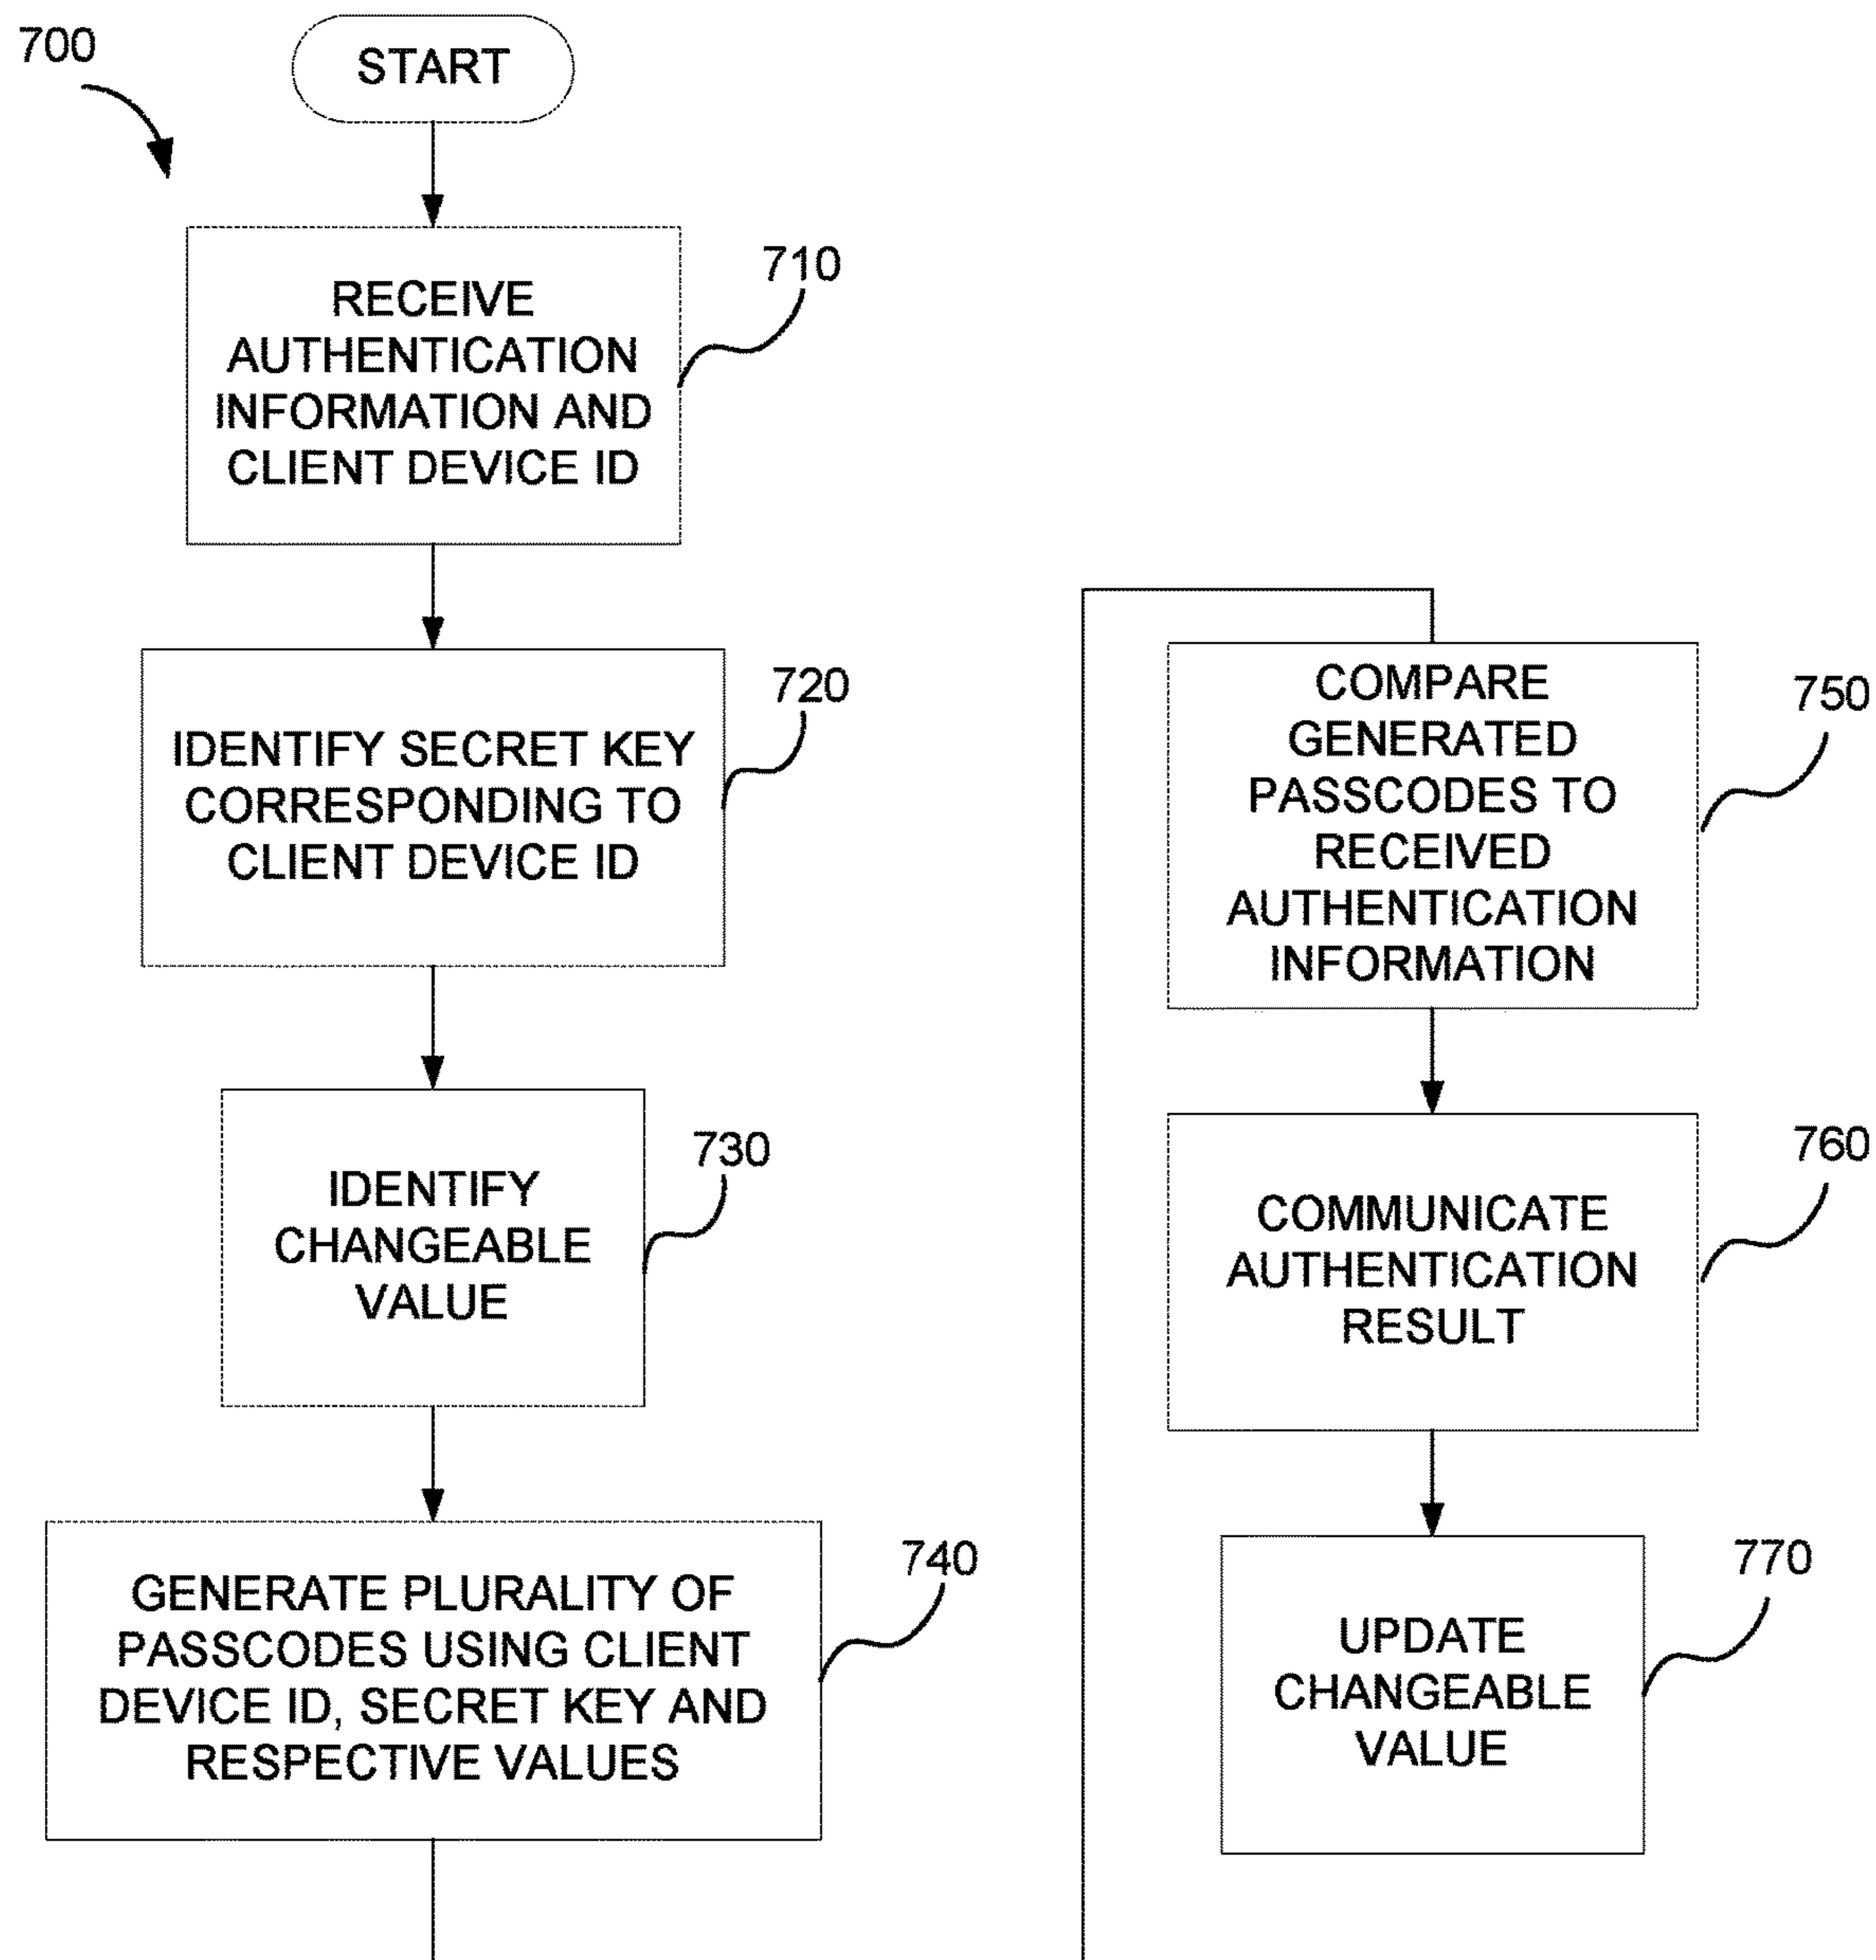 700
START
710
RECEIVE
AUTHENTICATION
INFORMATION AND
CLIENT DEVICE ID
720
IDENTIFY SECRET KEY
CORRESPONDING TO
CLIENT DEVICE ID
730
IDENTIFY
CHANGEABLE
VALUE
740
GENERATE PLURALITY OF
PASSCODES USING CLIENT
DEVICE ID, SECRET KEY AND
RESPECTIVE VALUES
750
COMPARE
GENERATED
PASSCODES TO
RECEIVED
AUTHENTICATION
INFORMATION
760
COMMUNICATE
AUTHENTICATION
RESULT
770
UPDATE
CHANGEABLE
VALUE